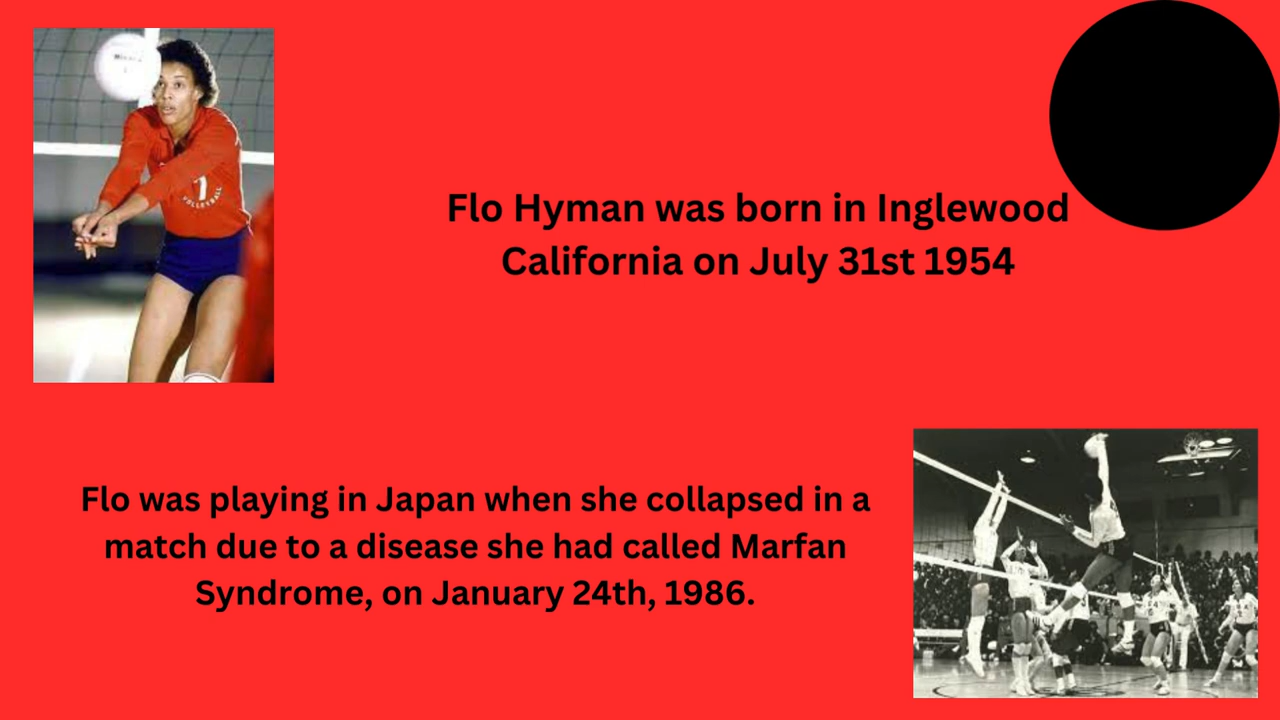 Flo Hyman was born in Inglewood
California on July 31st 1954
Flo was playing in Japan when she collapsed in a
match due to a disease she had called Marfan
Syndrome, on January 24th, 1986.